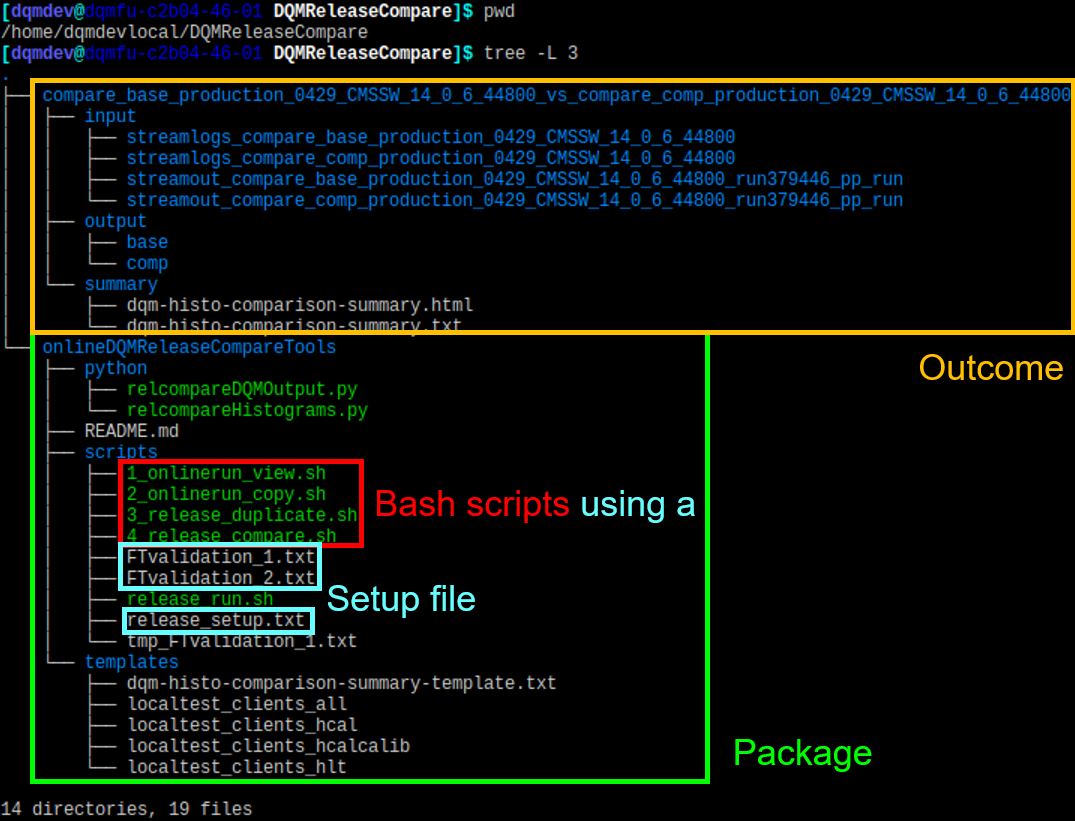 [dqmdev@dqmfu-c2b04-46-01 DQMReleaseCompare]$ pwd
/home/dqmdevlocal/DQMReleaseCompare
[dqmdev@dqmfu-c2b04-46-01 DQMReleaseCompare]$ tree -L 3
.
├── compare_base_production_0429_CMSSW_14_0_6_44800_vs_compare_comp_production_0429_CMSSW_14_0_6_44800
│   ├── input
│   │   ├── streamlogs_compare_base_production_0429_CMSSW_14_0_6_44800
│   │   ├── streamlogs_compare_comp_production_0429_CMSSW_14_0_6_44800
│   │   ├── streamout_compare_base_production_0429_CMSSW_14_0_6_44800_run379446_pp_run
│   │   └── streamout_compare_comp_production_0429_CMSSW_14_0_6_44800_run379446_pp_run
│   ├── output
│   │   ├── base
│   │   └── comp
│   └── summary
│       ├── dqm-histo-comparison-summary.html
│       └── dqm-histo-comparison-summary.txt
└── onlineDQMReleaseCompareTools
Outcome
    ├── python
    │   ├── relcompareDQMOutput.py
    │   └── relcompareHistograms.py
    ├── README.md
    ├── scripts
    │   ├── 1_onlinerun_view.sh
    │   ├── 2_onlinerun_copy.sh
    │   ├── 3_release_duplicate.sh
    │   ├── 4_release_compare.sh
Bash scripts using a
    │   ├── FTvalidation_1.txt
    │   ├── FTvalidation_2.txt
    │   ├── release_run.sh
Setup file
    │   ├── release_setup.txt
    │   └── tmp_FTvalidation_1.txt
    └── templates
        ├── dqm-histo-comparison-summary-template.txt
        ├── localtest_clients_all
        ├── localtest_clients_hcal
        ├── localtest_clients_hcalcalib
        └── localtest_clients_hlt
Package
14 directories, 19 files